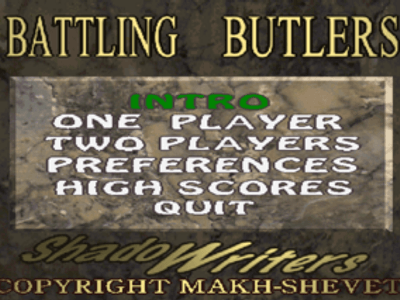 BATTLING BUTLERS
INTRO
ONE PLAYER
TWO PLAYERS
PREFERENCES
HIGH SCORES
QUIT
ShadoWriters
COPYRIGHT MAKH-SHEVET